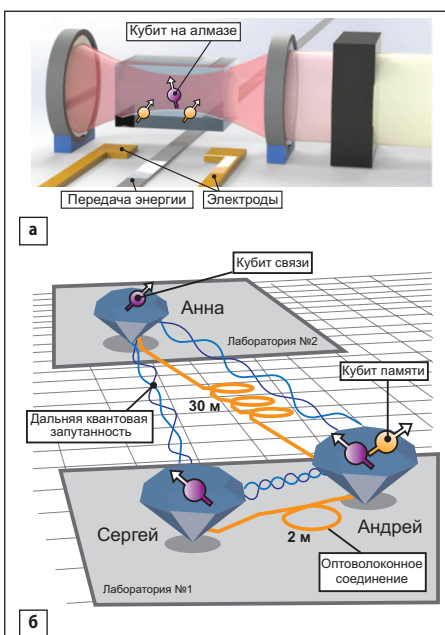 Кубит на алмазе
Передача энергии
Электроды
а
Кубит связи
Анна
Лаборатория №2
Кубит памяти
Дальняя квантовая
запутанность
30 м
Сергей
Андрей
2 м
Оптоволоконное
соединение
Лаборатория №1
б